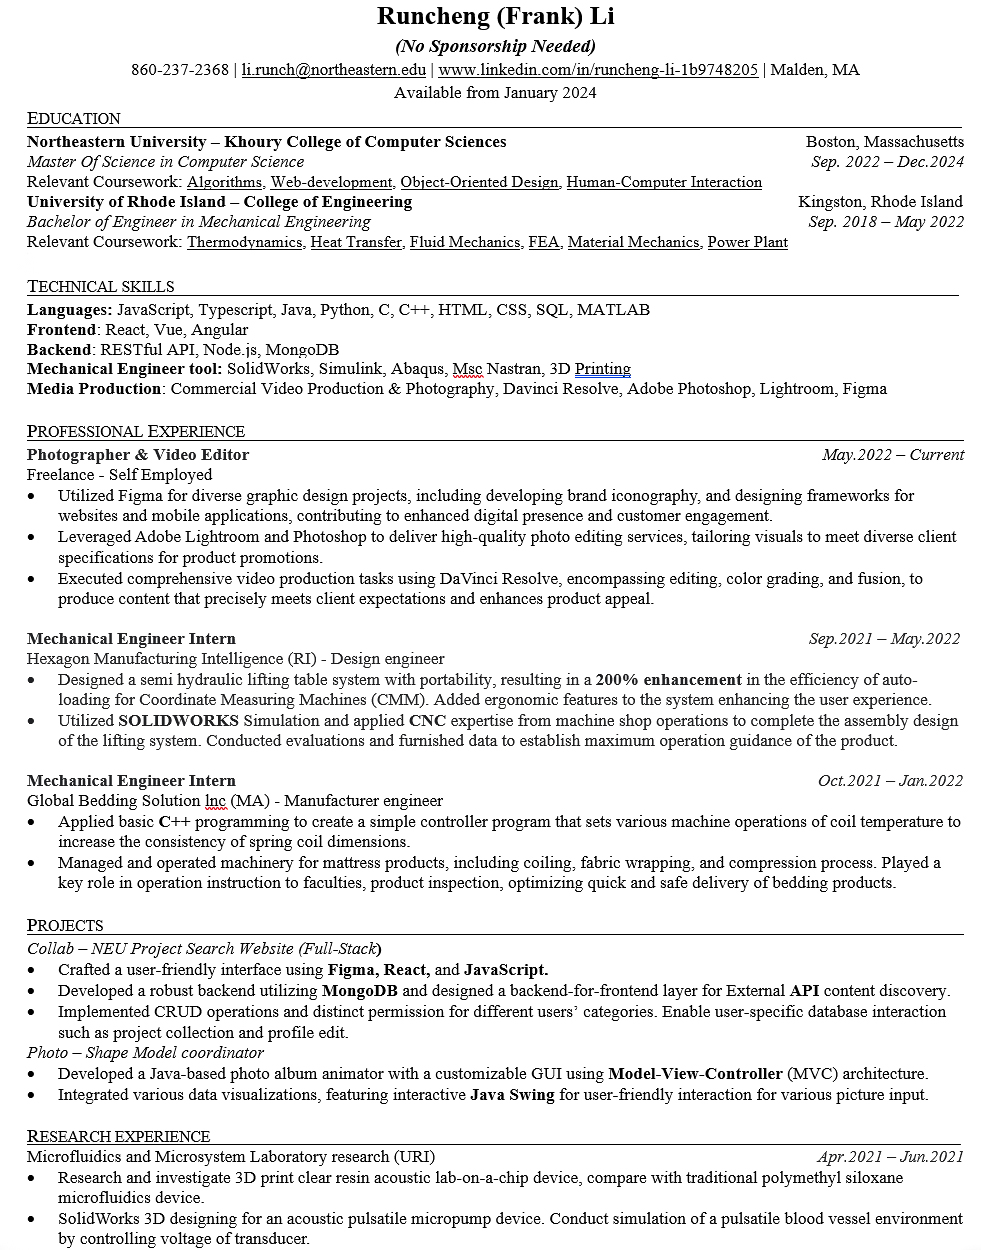 Runcheng (Frank) Li
(No Sponsorship Needed)
860-237-2368 | li.runch@northeastern.edu | www.linkedin.com/in/runcheng-li-1b9748205 | Malden, MA
Available from January 2024
EDUCATION
Northeastern University – Khoury College of Computer Sciences Boston, Massachusetts
Master Of Science in Computer Science Sep. 2022 – Dec.2024
Relevant Coursework: Algorithms, Web-development, Object-Oriented Design, Human-Computer Interaction
University of Rhode Island – College of Engineering Kingston, Rhode Island
Bachelor of Engineer in Mechanical Engineering Sep. 2018 – May 2022
Relevant Coursework: Thermodynamics, Heat Transfer, Fluid Mechanics, FEA, Material Mechanics, Power Plant
TECHNICAL SKILLS
Languages: JavaScript, Typescript, Java, Python, C, C++, HTML, CSS, SQL, MATLAB
Frontend: React, Vue, Angular
Backend: RESTful API, Node.js, MongoDB
Mechanical Engineer tool: SolidWorks, Simulink, Abaqus, Msc Nastran, 3D Printing
Media Production: Commercial Video Production & Photography, Davinci Resolve, Adobe Photoshop, Lightroom, Figma
PROFESSIONAL EXPERIENCE
Photographer & Video Editor May.2022 – Current
Freelance - Self Employed
• Utilized Figma for diverse graphic design projects, including developing brand iconography, and designing frameworks for
websites and mobile applications, contributing to enhanced digital presence and customer engagement.
• Leveraged Adobe Lightroom and Photoshop to deliver high-quality photo editing services, tailoring visuals to meet diverse client
specifications for product promotions.
• Executed comprehensive video production tasks using DaVinci Resolve, encompassing editing, color grading, and fusion, to
produce content that precisely meets client expectations and enhances product appeal.
Mechanical Engineer Intern Sep.2021 – May.2022
Hexagon Manufacturing Intelligence (RI) - Design engineer
• Designed a semi hydraulic lifting table system with portability, resulting in a 200% enhancement in the efficiency of auto-
loading for Coordinate Measuring Machines (CMM). Added ergonomic features to the system enhancing the user experience.
• Utilized SOLIDWORKS Simulation and applied CNC expertise from machine shop operations to complete the assembly design
of the lifting system. Conducted evaluations and furnished data to establish maximum operation guidance of the product.
Mechanical Engineer Intern Oct.2021 – Jan.2022
Global Bedding Solution lnc (MA) - Manufacturer engineer
• Applied basic C++ programming to create a simple controller program that sets various machine operations of coil temperature to
increase the consistency of spring coil dimensions.
• Managed and operated machinery for mattress products, including coiling, fabric wrapping, and compression process. Played a
key role in operation instruction to faculties, product inspection, optimizing quick and safe delivery of bedding products.
PROJECTS
Collab – NEU Project Search Website (Full-Stack)
• Crafted a user-friendly interface using Figma, React, and JavaScript.
• Developed a robust backend utilizing MongoDB and designed a backend-for-frontend layer for External API content discovery.
• Implemented CRUD operations and distinct permission for different users’ categories. Enable user-specific database interaction
such as project collection and profile edit.
Photo – Shape Model coordinator
• Developed a Java-based photo album animator with a customizable GUI using Model-View-Controller (MVC) architecture.
• Integrated various data visualizations, featuring interactive Java Swing for user-friendly interaction for various picture input.
RESEARCH EXPERIENCE
Microfluidics and Microsystem Laboratory research (URI) Apr.2021 – Jun.2021
• Research and investigate 3D print clear resin acoustic lab-on-a-chip device, compare with traditional polymethyl siloxane
microfluidics device.
• SolidWorks 3D designing for an acoustic pulsatile micropump device. Conduct simulation of a pulsatile blood vessel environment
by controlling voltage of transducer.